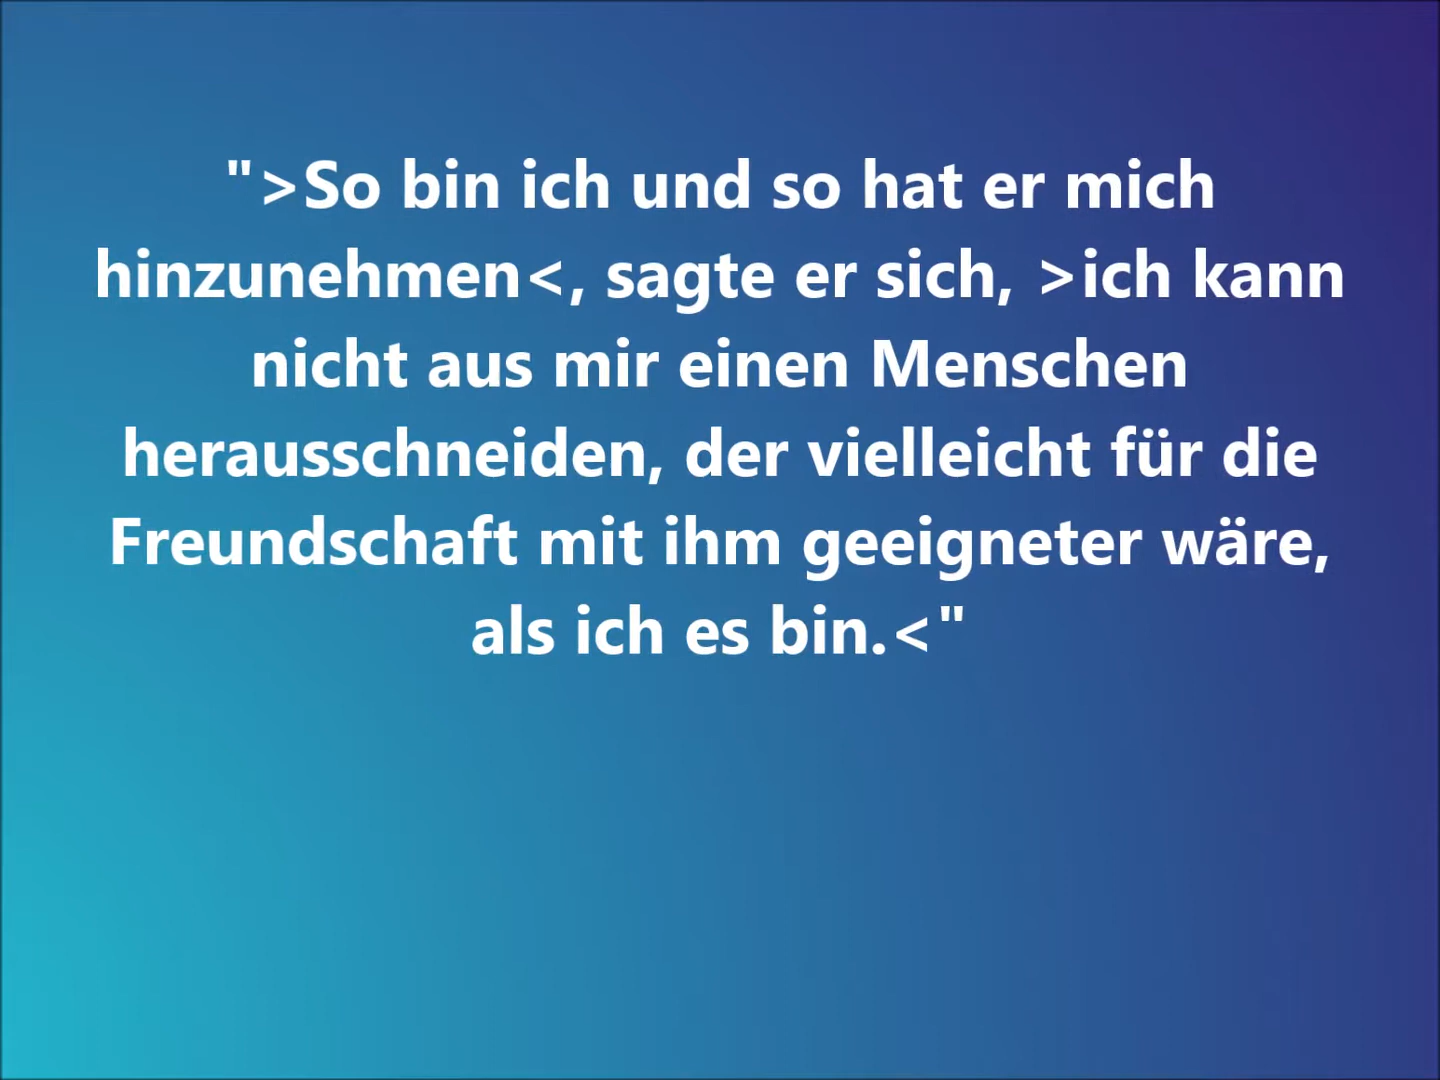 ">So bin ich und so hat er mich
hinzunehmen<, sagte er sich, >ich kann
nicht aus mir einen Menschen
herausschneiden, der vielleicht für die
Freundschaft mit ihm geeigneter wäre,
als ich es bin.<"